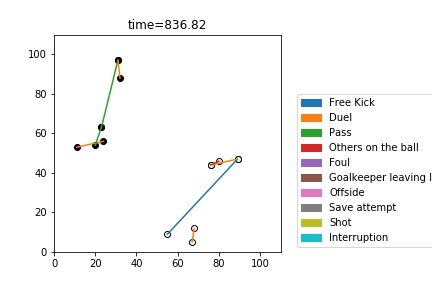 time=836.82
100
80
60
40
20
0
0 20 40 60 80 100
Free Kick
Duel
Pass
Others on the ball
Foul
Goalkeeper leaving l
Offside
Save attempt
Shot
Interruption